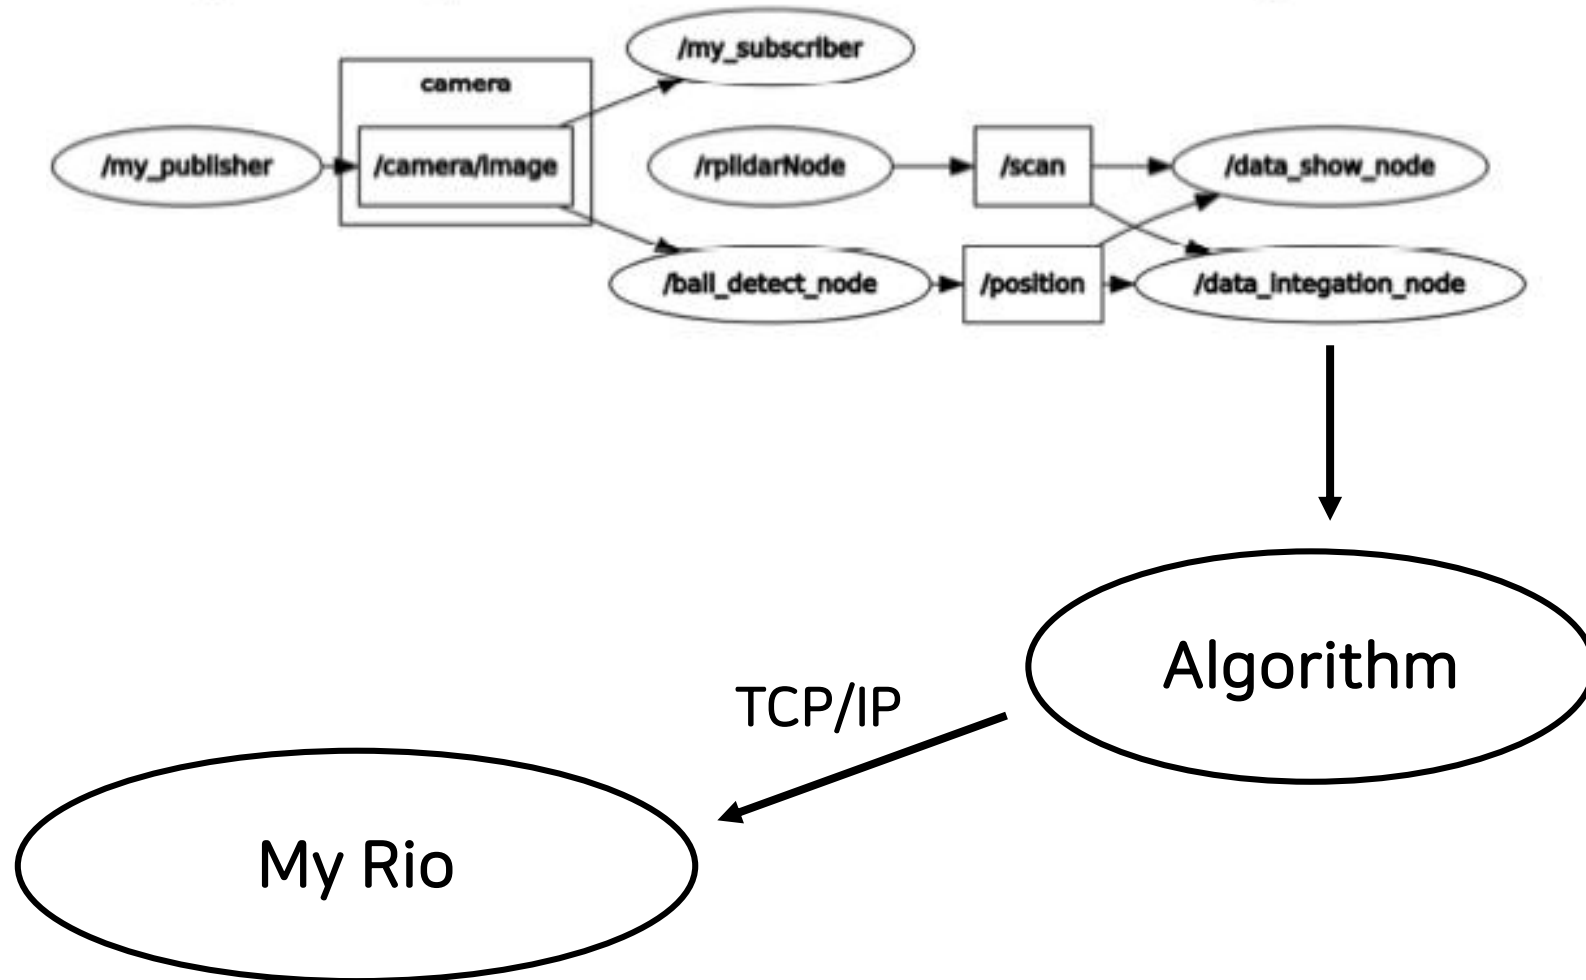 /my_subscriber
camera
/my_publisher
/camera/image
/rplidarNode
/scan
/data_show_node
/ball_detect_node
/position
/data_integation_node
Algorithm
TCP/IP
My Rio